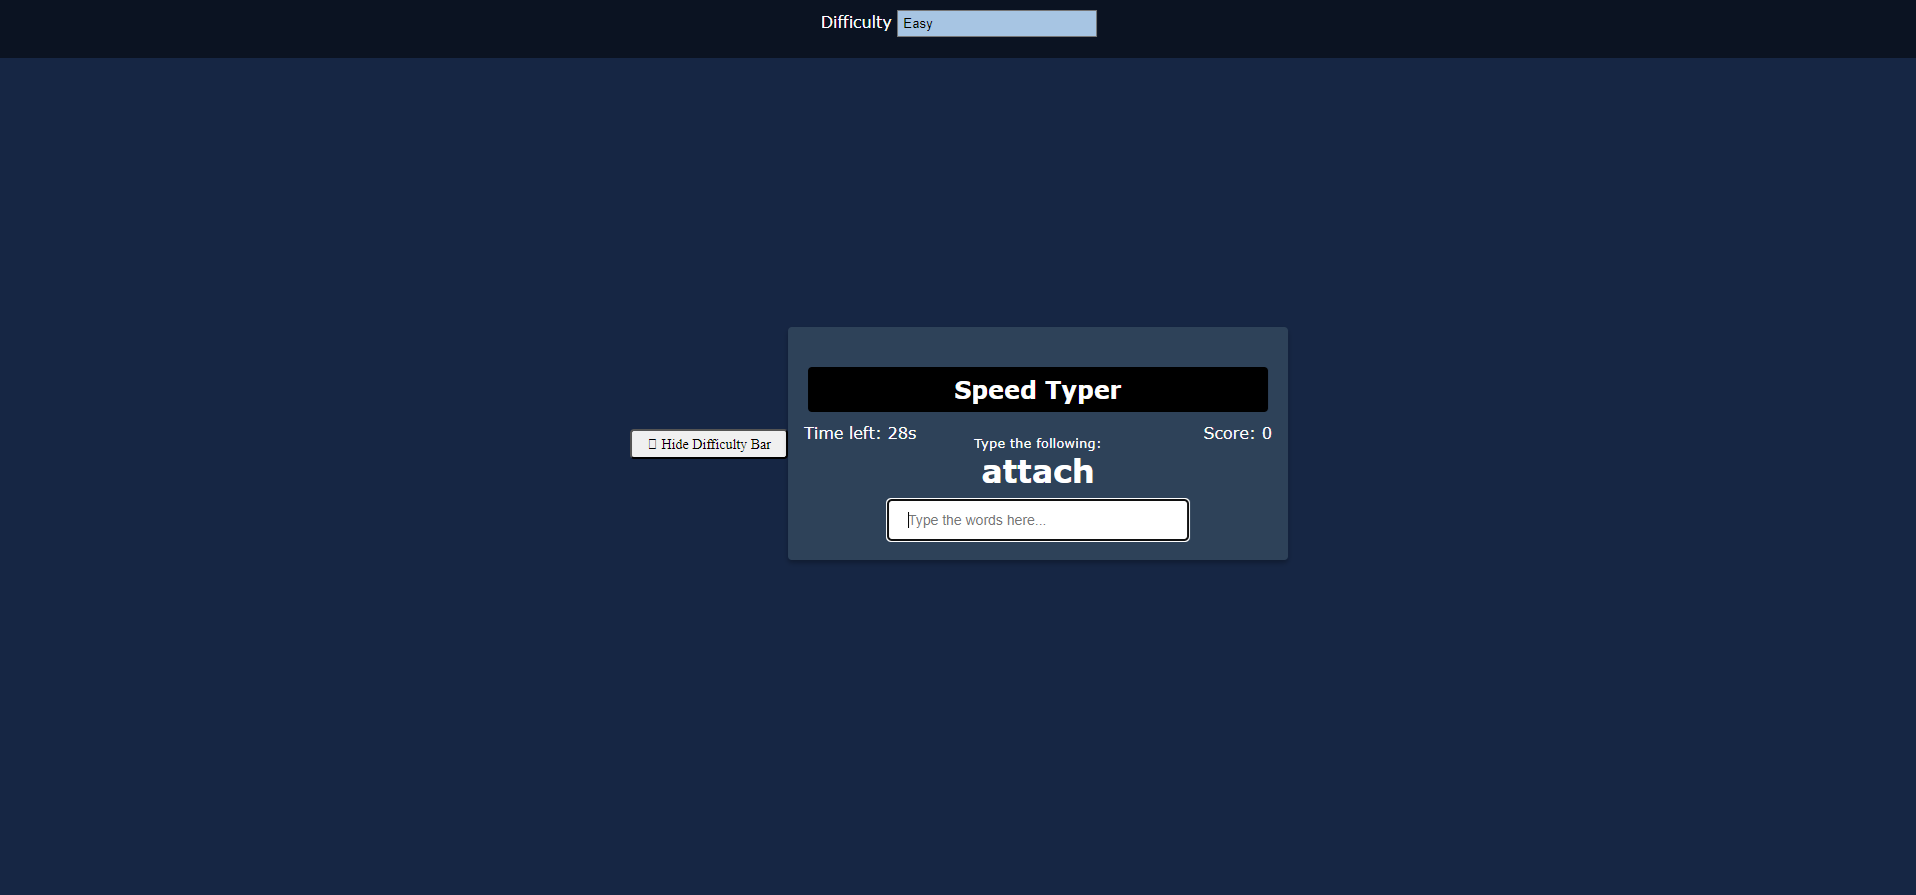 Difficulty Easy
Speed Typer
Time left: 28s
Score: 0
Type the following:
attach
Hide Difficulty Bar
Type the words here...